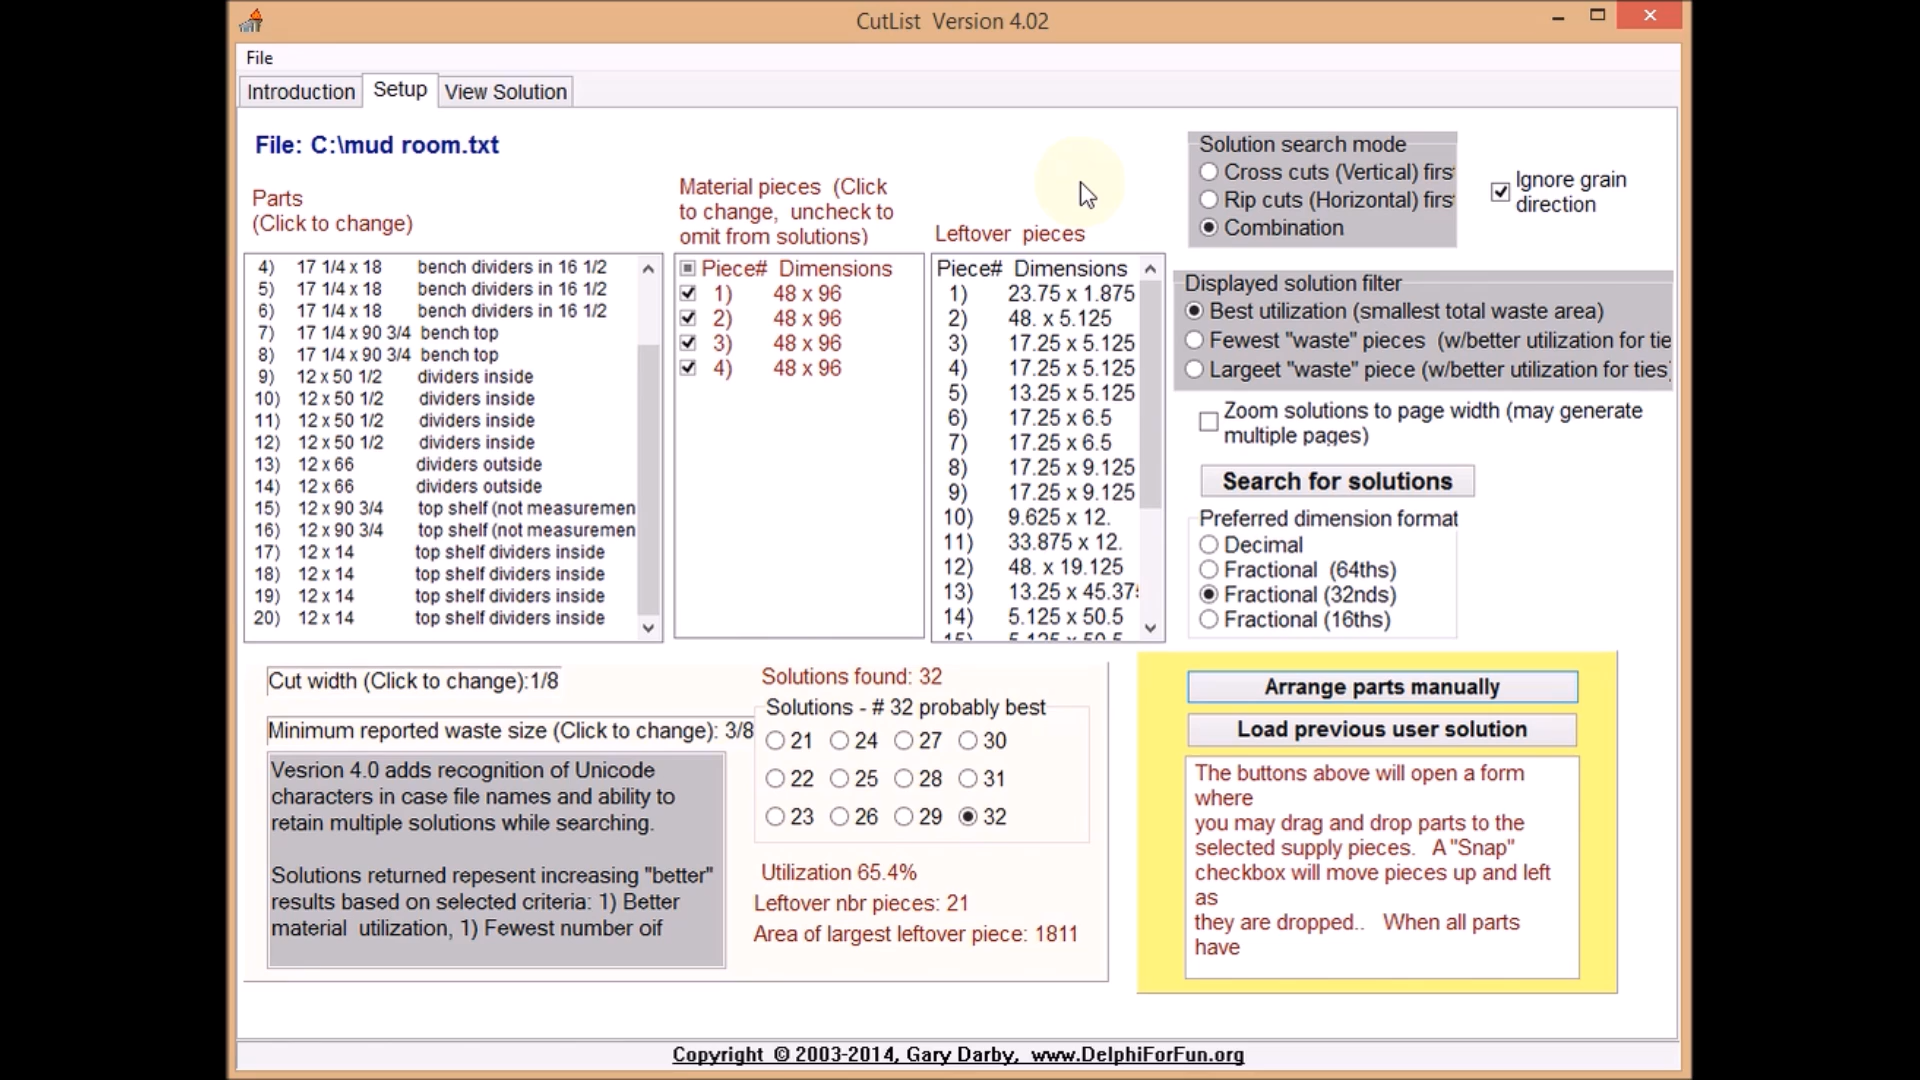 CutList Version 4.02
File
Introduction
Setup
View Solution
File: C:\mud room.txt
Parts
(Click to change)
4) 17 1/4 x 18 bench dividers in 16 1/2
5) 17 1/4 x 18 bench dividers in 16 1/2
6) 17 1/4 x 18 bench dividers in 16 1/2
7) 17 1/4 x 90 3/4 bench top
8) 17 1/4 x 90 3/4 bench top
9) 12 x 50 1/2 dividers inside
10) 12 x 50 1/2 dividers inside
11) 12 x 50 1/2 dividers inside
12) 12 x 50 1/2 dividers inside
13) 12 x 66 dividers outside
14) 12 x 66 dividers outside
15) 12 x 90 3/4 top shelf (not measuremen
16) 12 x 90 3/4 top shelf (not measuremen
17) 12 x 14 top shelf dividers inside
18) 12 x 14 top shelf dividers inside
19) 12 x 14 top shelf dividers inside
20) 12 x 14 top shelf dividers inside
Material pieces (Click
to change, uncheck to
omit from solutions)
Piece# Dimensions
1) 48 x 96
2) 48 x 96
3) 48 x 96
4) 48 x 96
Leftover pieces
Piece# Dimensions
1) 23.75 x 1.875
2) 48. x 5.125
3) 17.25 x 5.125
4) 17.25 x 5.125
5) 13.25 x 5.125
6) 17.25 x 6.5
7) 17.25 x 6.5
8) 17.25 x 9.125
9) 17.25 x 9.125
10) 9.625 x 12.
11) 33.875 x 12.
12) 48. x 19.125
13) 13.25 x 45.375
14) 5.125 x 50.5
15) 5.125 x 50.5
Solution search mode
Cross cuts (Vertical) firs
Rip cuts (Horizontal) firs
Combination
Ignore grain
direction
Displayed solution filter
Best utilization (smallest total waste area)
Fewest "waste" pieces (w/better utilization for tie
Largeet "waste" piece (w/better utilization for ties)
Zoom solutions to page width (may generate
multiple pages)
Search for solutions
Preferred dimension format
Decimal
Fractional (64ths)
Fractional (32nds)
Fractional (16ths)
Cut width (Click to change):1/8
Minimum reported waste size (Click to change): 3/8
Vesrion 4.0 adds recognition of Unicode
characters in case file names and ability to
retain multiple solutions while searching.
Solutions returned repesent increasing "better"
results based on selected criteria: 1) Better
material utilization, 1) Fewest number oif
Solutions found: 32
Solutions - # 32 probably best
21 24 27 30
22 25 28 31
23 26 29 32
Utilization 65.4%
Leftover nbr pieces: 21
Area of largest leftover piece: 1811
Arrange parts manually
Load previous user solution
The buttons above will open a form
where
you may drag and drop parts to the
selected supply pieces. A "Snap"
checkbox will move pieces up and left
as
they are dropped.. When all parts
have
Copyright © 2003-2014, Gary Darby, www.DelphiForFun.org